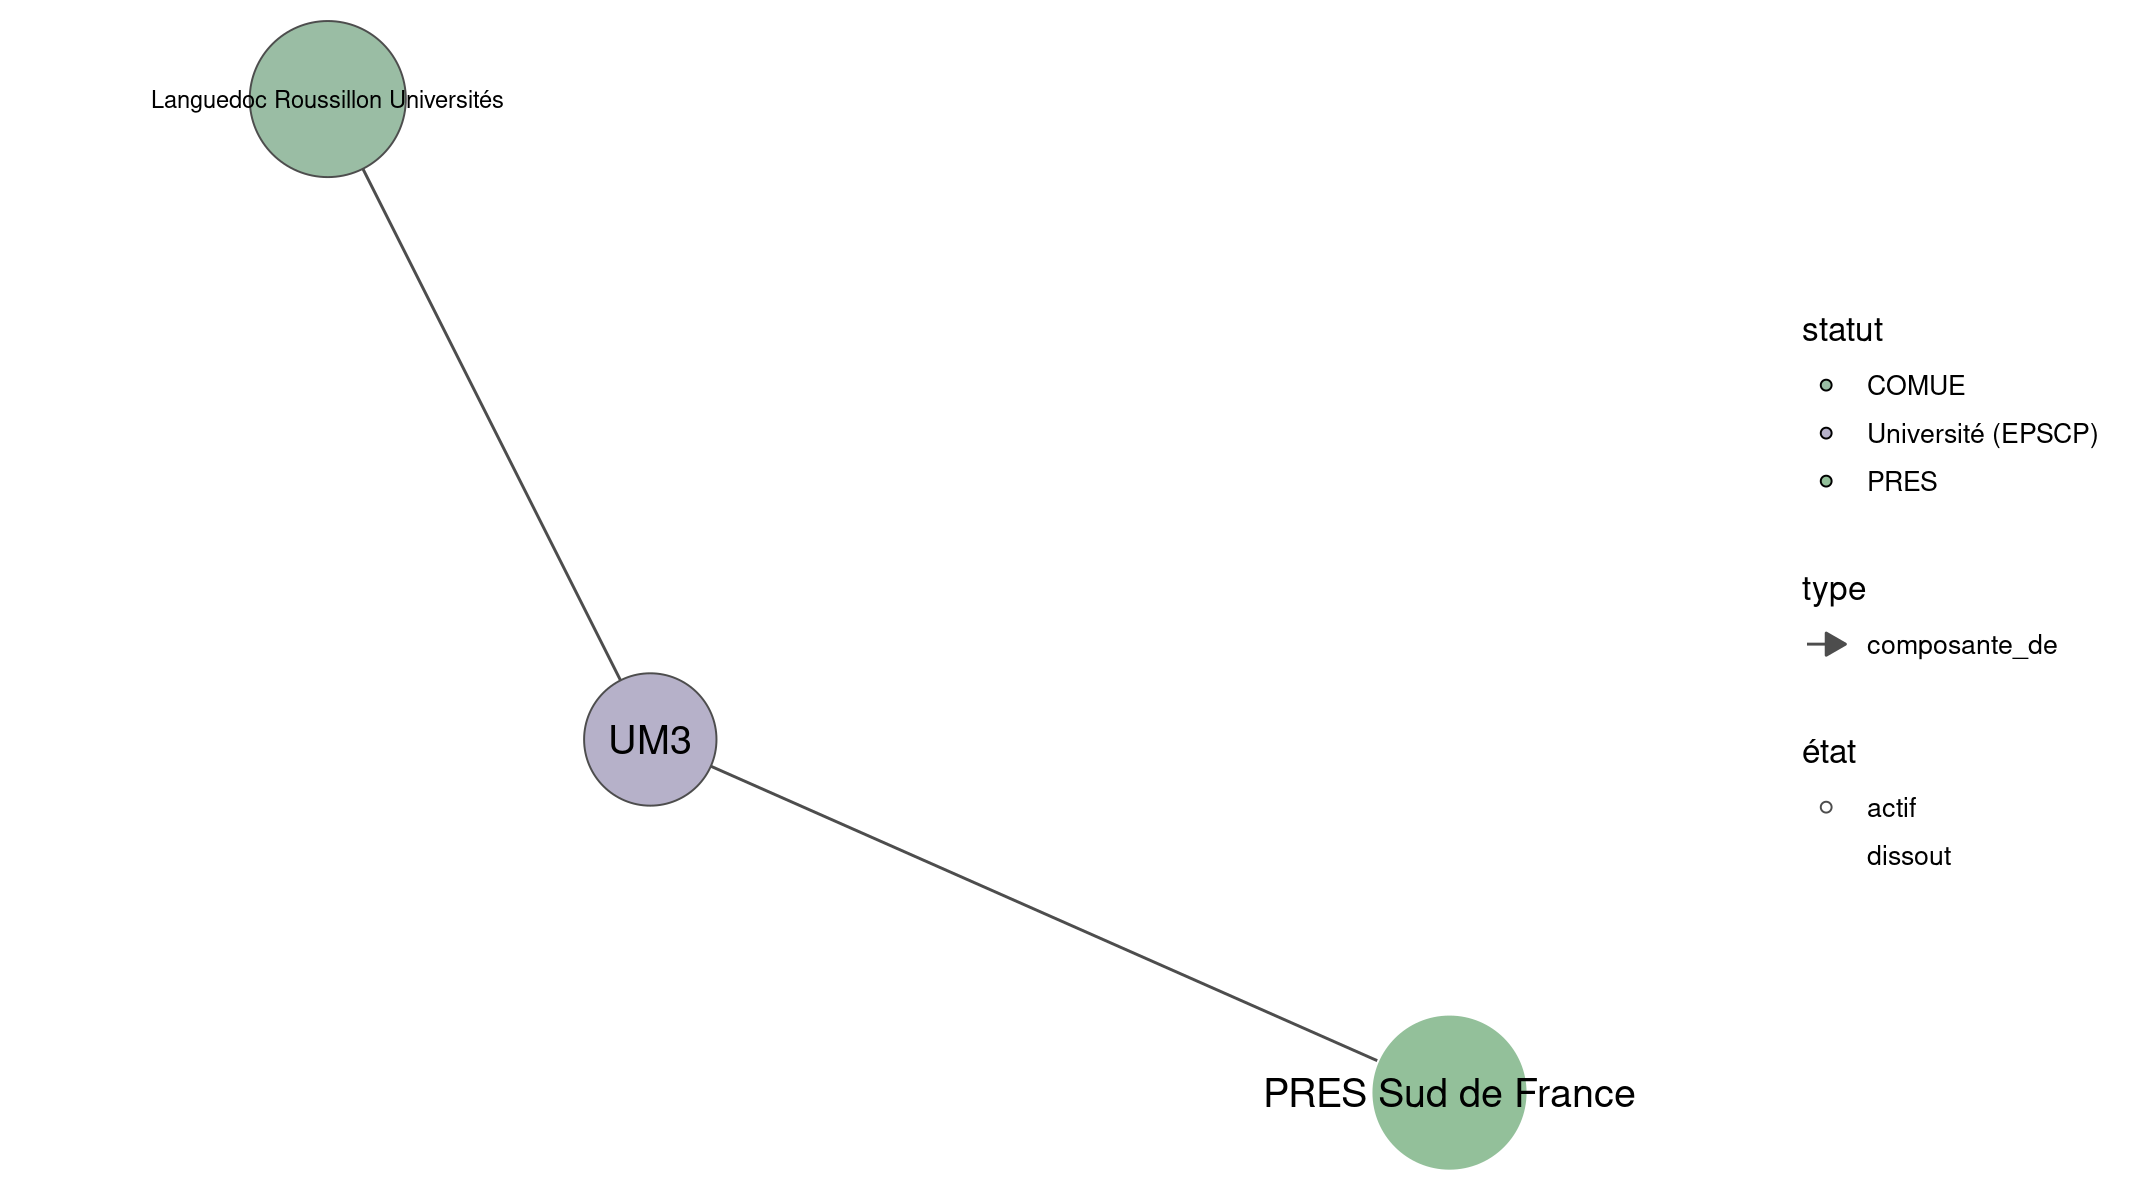 Languedoc Roussillon Universités
UM3
PRES Sud de France
statut
COMUE
Université (EPSCP)
PRES
type
composante_de
état
actif
dissout